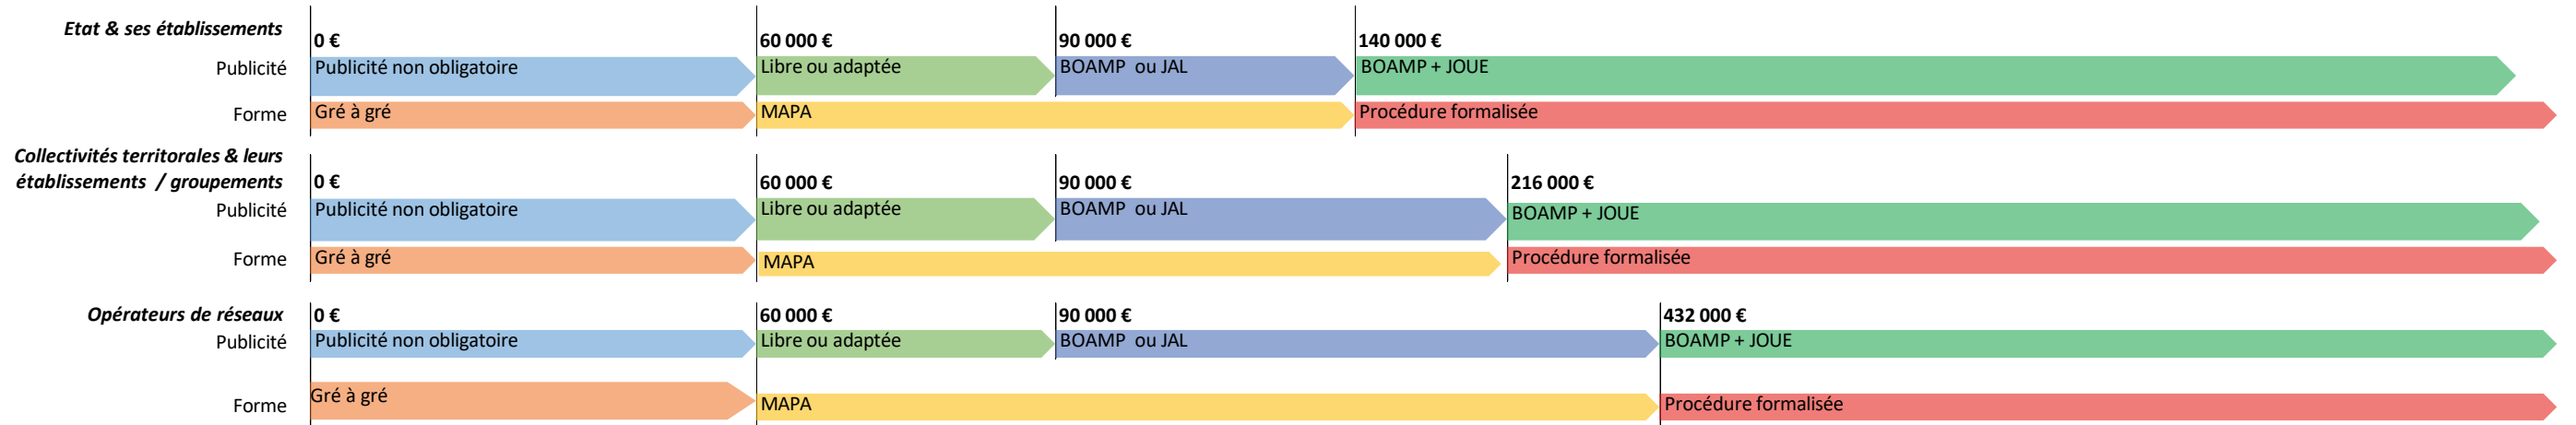 Etat & ses établissements
0 €
60 000 €
90 000 €
140 000 €
Publicité
Publicité non obligatoire
Libre ou adaptée
BOAMP ou JAL
BOAMP + JOUE
Forme
Gré à gré
MAPA
Procédure formalisée
Collectivités territorales & leurs
établissements / groupements
0 €
60 000 €
90 000 €
216 000 €
Publicité
Publicité non obligatoire
Libre ou adaptée
BOAMP ou JAL
BOAMP + JOUE
Forme
Gré à gré
MAPA
Procédure formalisée
Opérateurs de réseaux
0 €
60 000 €
90 000 €
432 000 €
Publicité
Publicité non obligatoire
Libre ou adaptée
BOAMP ou JAL
BOAMP + JOUE
Forme
Gré à gré
MAPA
Procédure formalisée